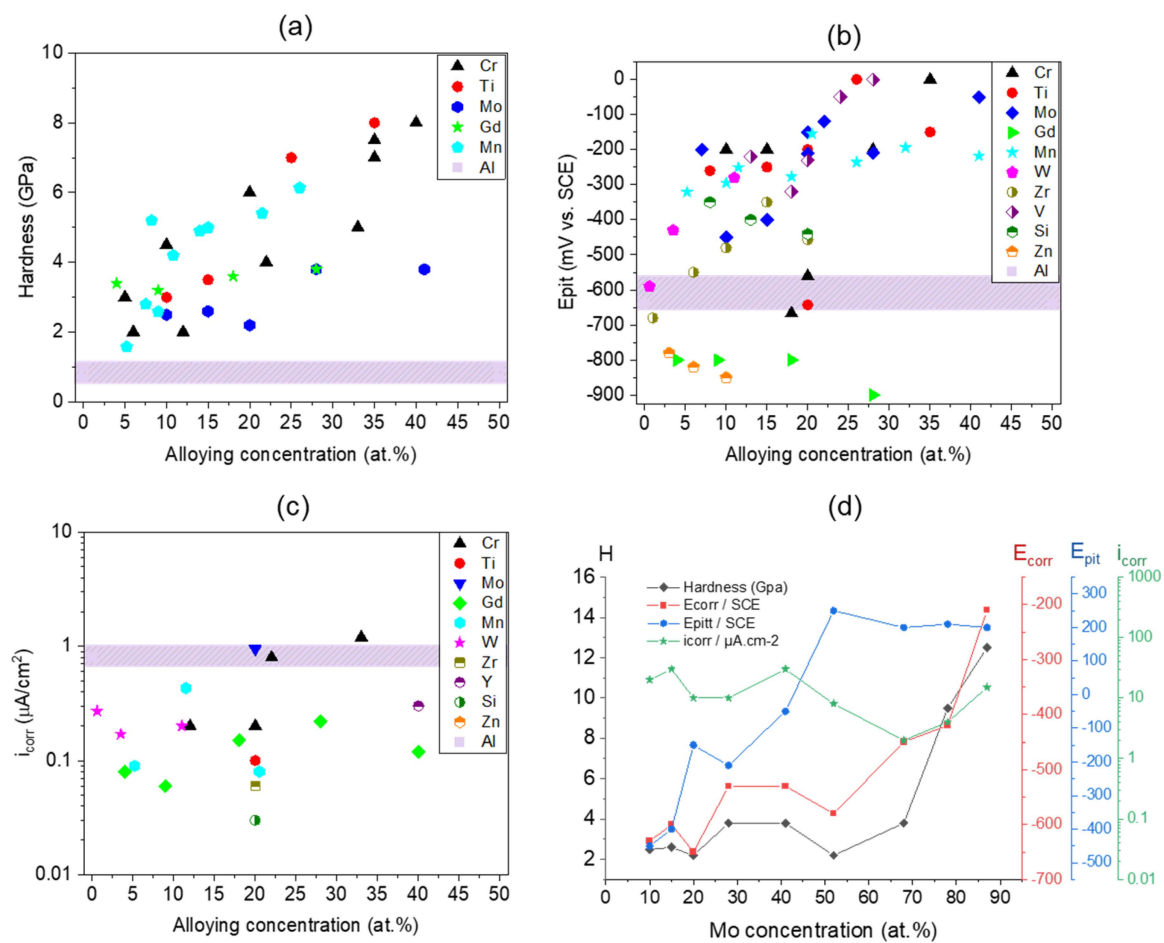 (a)
Hardness (GPa)
10
8
6
4
2
0
0 5 10 15 20 25 30 35 40 45 50
Alloying concentration (at.%)
Cr
Ti
Mo
Gd
Mn
Al
(b)
Epit (mV vs. SCE)
0
-100
-200
-300
-400
-500
-600
-700
-800
-900
0 5 10 15 20 25 30 35 40 45 50
Alloying concentration (at.%)
Cr
Ti
Mo
Gd
Mn
W
Zr
V
Si
Zn
Al
(c)
icorr (µA/cm²)
10
1
0.1
0.01
0 5 10 15 20 25 30 35 40 45 50
Alloying concentration (at.%)
Cr
Ti
Mo
Gd
Mn
W
Zr
Y
Si
Zn
Al
(d)
H
16
14
12
10
8
6
4
2
0 10 20 30 40 50 60 70 80 90 100
Mo concentration (at.%)
Hardness (Gpa)
Ecorr / SCE
Epitt / SCE
icorr / µA.cm-2
Ecorr
-200
-300
-400
-500
-600
-700
Epit
300
200
100
0
-100
-200
-300
-400
-500
icorr
1000
100
10
1
0.1
0.01